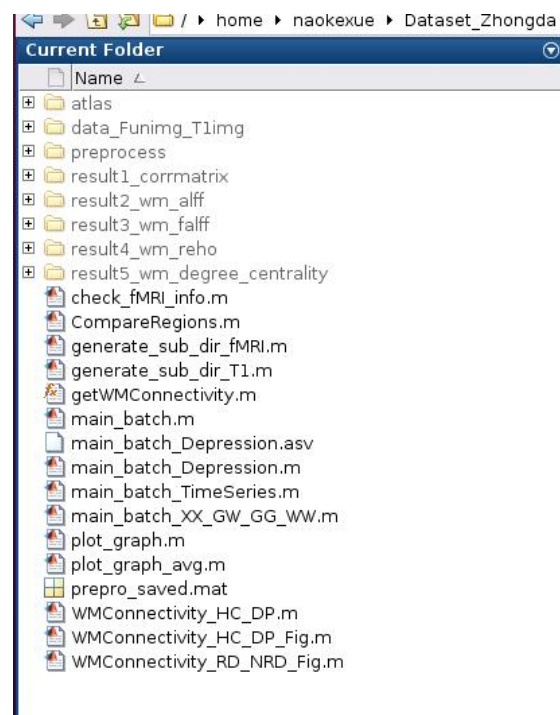 / home naokexue Dataset_Zhongda
Current Folder
Name
atlas
data_Funimg_T1img
preprocess
result1_corrmatrix
result2_wm_alff
result3_wm_falff
result4_wm_reho
result5_wm_degree_centrality
check_fMRI_info.m
CompareRegions.m
generate_sub_dir_fMRI.m
generate_sub_dir_T1.m
getWMConnectivity.m
main_batch.m
main_batch_Depression.asv
main_batch_Depression.m
main_batch_TimeSeries.m
main_batch_XX_GW_GG_WW.m
plot_graph.m
plot_graph_avg.m
prepro_saved.mat
WMConnectivity_HC_DP.m
WMConnectivity_HC_DP_Fig.m
WMConnectivity_RD_NRD_Fig.m